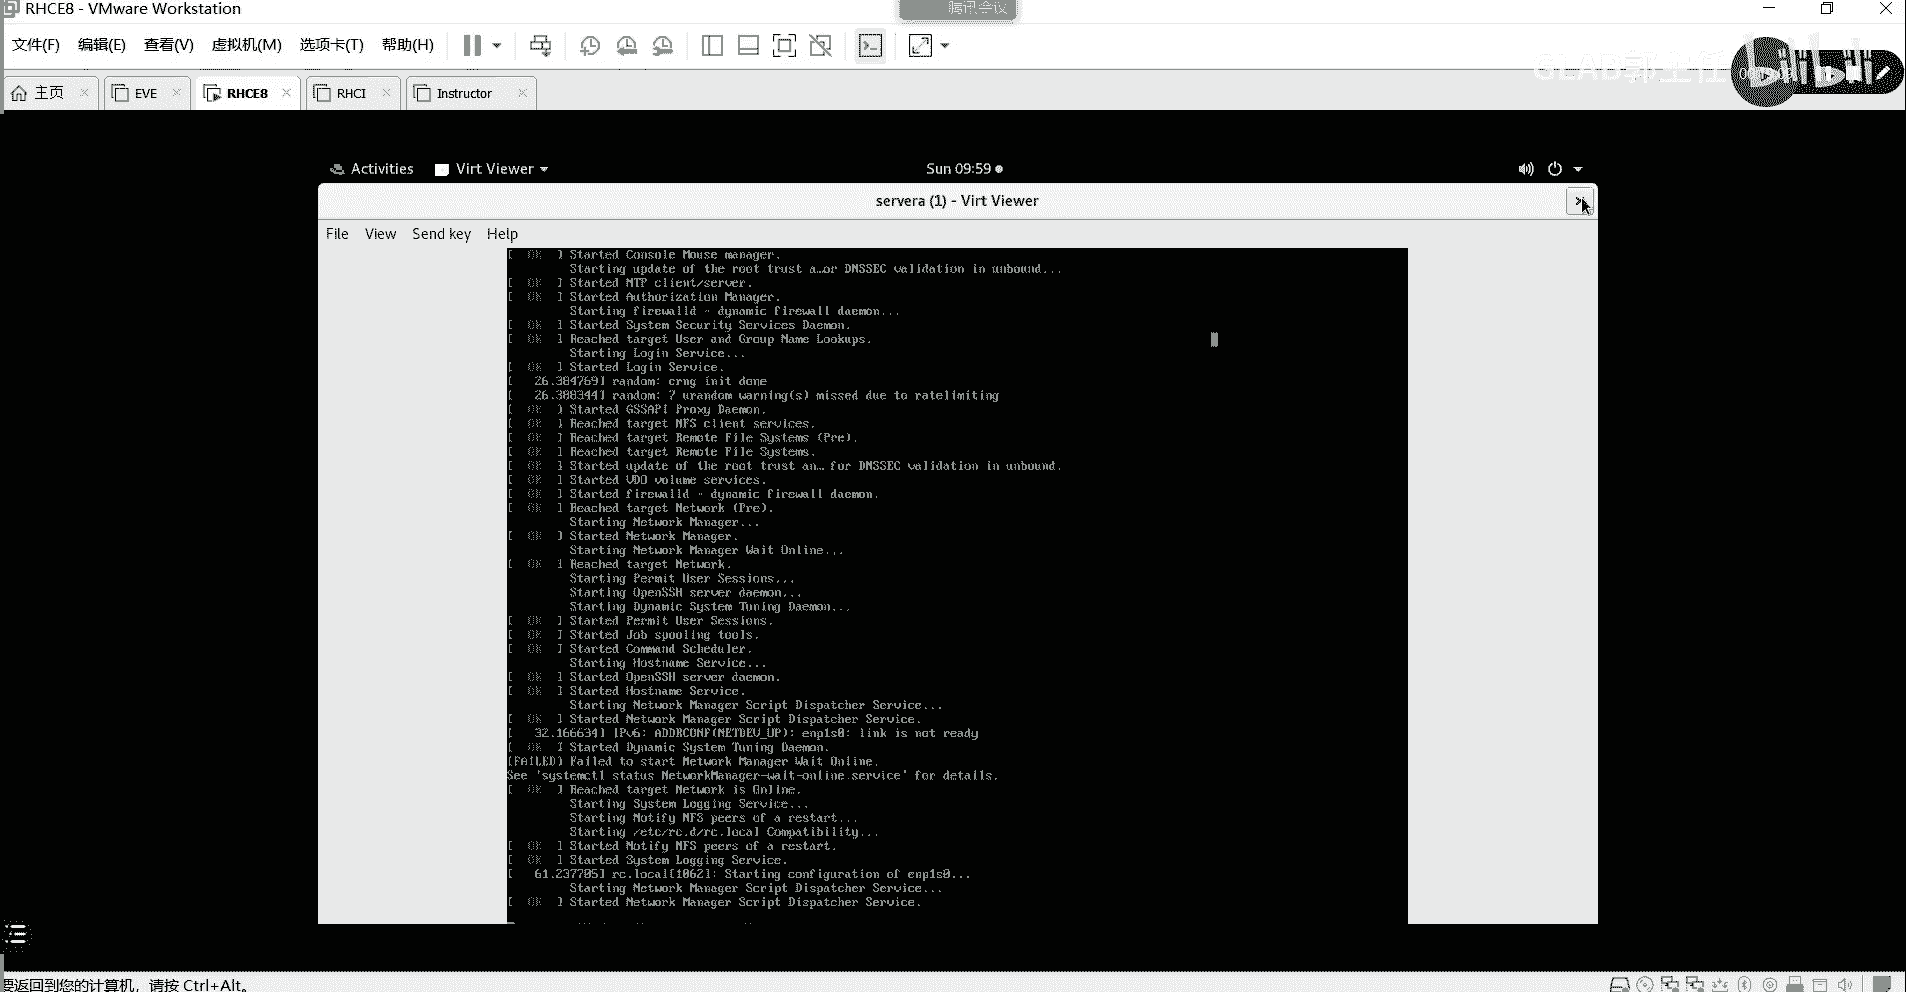 RHCE8 - VMware Workstation
腾讯会议
文件(F) 编辑(E) 查看(V) 虚拟机(M) 选项卡(T) 帮助(H)
GLAB郭主任
bilibili
主页 EVE RHCE8 RHCI Instructor
Activities Virt Viewer Sun 09:59
servera (1) - Virt Viewer
File View Send key Help
[ OK ] Started Console Mouse manager.
Starting update of the root trust a…or DNSSEC validation in unbound...
[ OK ] Started NTP client/server.
[ OK ] Started Authorization Manager.
Starting firewalld - dynamic firewall daemon...
[ OK ] Started System Security Services Daemon.
[ OK ] Reached target User and Group Name Lookups.
Starting Login Service...
[ OK ] Started Login Service.
[ 26.384769] random: crng init done
[ 26.388344] random: 7 urandom warning(s) missed due to ratelimiting
[ OK ] Started GSSAPI Proxy Daemon.
[ OK ] Reached target NFS client services.
[ OK ] Reached target Remote File Systems (Pre).
[ OK ] Reached target Remote File Systems.
[ OK ] Started update of the root trust an… for DNSSEC validation in unbound.
[ OK ] Started VDO volume services.
[ OK ] Started firewalld - dynamic firewall daemon.
[ OK ] Reached target Network (Pre).
Starting Network Manager...
[ OK ] Started Network Manager.
Starting Network Manager Wait Online...
[ OK ] Reached target Network.
Starting Permit User Sessions...
Starting OpenSSH server daemon...
Starting Dynamic System Tuning Daemon...
[ OK ] Started Permit User Sessions.
[ OK ] Started Job spooling tools.
[ OK ] Started Command Scheduler.
Starting Hostname Service...
[ OK ] Started OpenSSH server daemon.
[ OK ] Started Hostname Service.
Starting Network Manager Script Dispatcher Service...
[ OK ] Started Network Manager Script Dispatcher Service.
[ 32.166634] IPv6: ADDRCONF(NETDEV_UP): enp1s0: link is not ready
[ OK ] Started Dynamic System Tuning Daemon.
[FAILED] Failed to start Network Manager Wait Online.
See 'systemctl status NetworkManager-wait-online.service' for details.
[ OK ] Reached target Network is Online.
Starting System Logging Service...
Starting Notify NFS peers of a restart...
Starting /etc/rc.d/rc.local Compatibility...
[ OK ] Started Notify NFS peers of a restart.
[ OK ] Started System Logging Service.
[ 61.237705] rc.local[1062]: Starting configuration of enp1s0...
Starting Network Manager Script Dispatcher Service...
[ OK ] Started Network Manager Script Dispatcher Service.
要返回到您的计算机，请按 Ctrl+Alt。